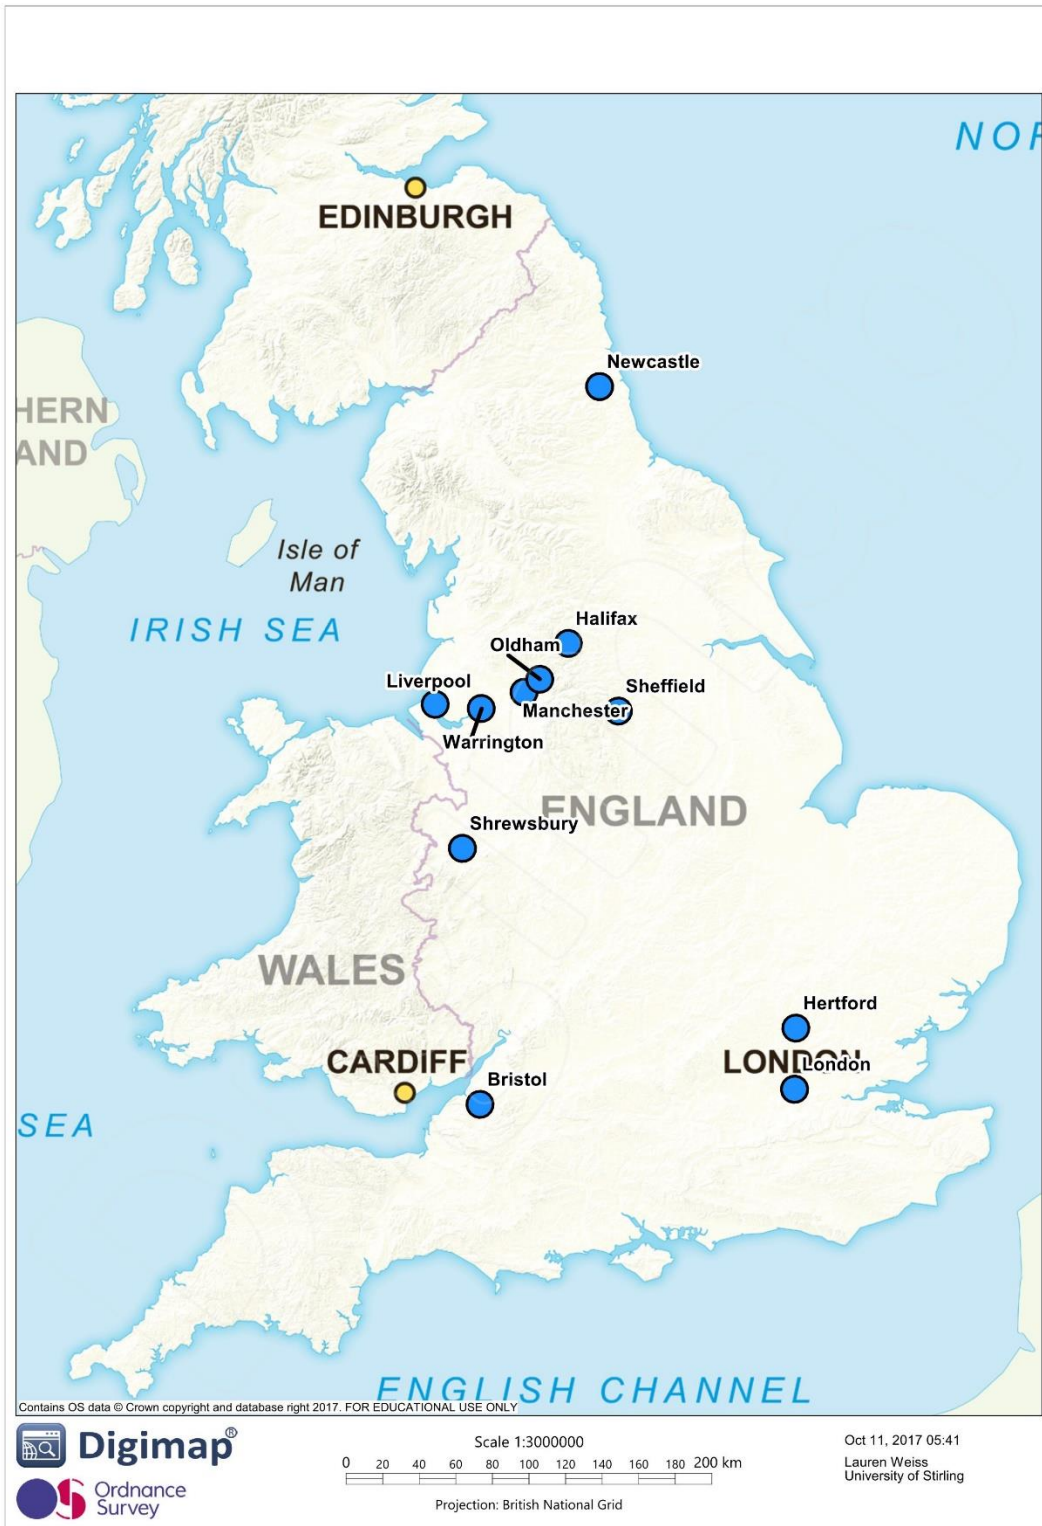 NOR
EDINBURGH
Newcastle
HERN
AND
Isle of
Man
IRISH SEA
Halifax
Oldham
Liverpool
Sheffield
Manchester
Warrington
ENGLAND
Shrewsbury
WALES
Hertford
CARDIFF
LONDON
London
Bristol
SEA
ENGLISH CHANNEL
Contains OS data © Crown copyright and database right 2017. FOR EDUCATIONAL USE ONLY
Digimap®
Ordnance
Survey
Scale 1:3000000
0 20 40 60 80 100 120 140 160 180 200 km
Projection: British National Grid
Oct 11, 2017 05:41
Lauren Weiss
University of Stirling